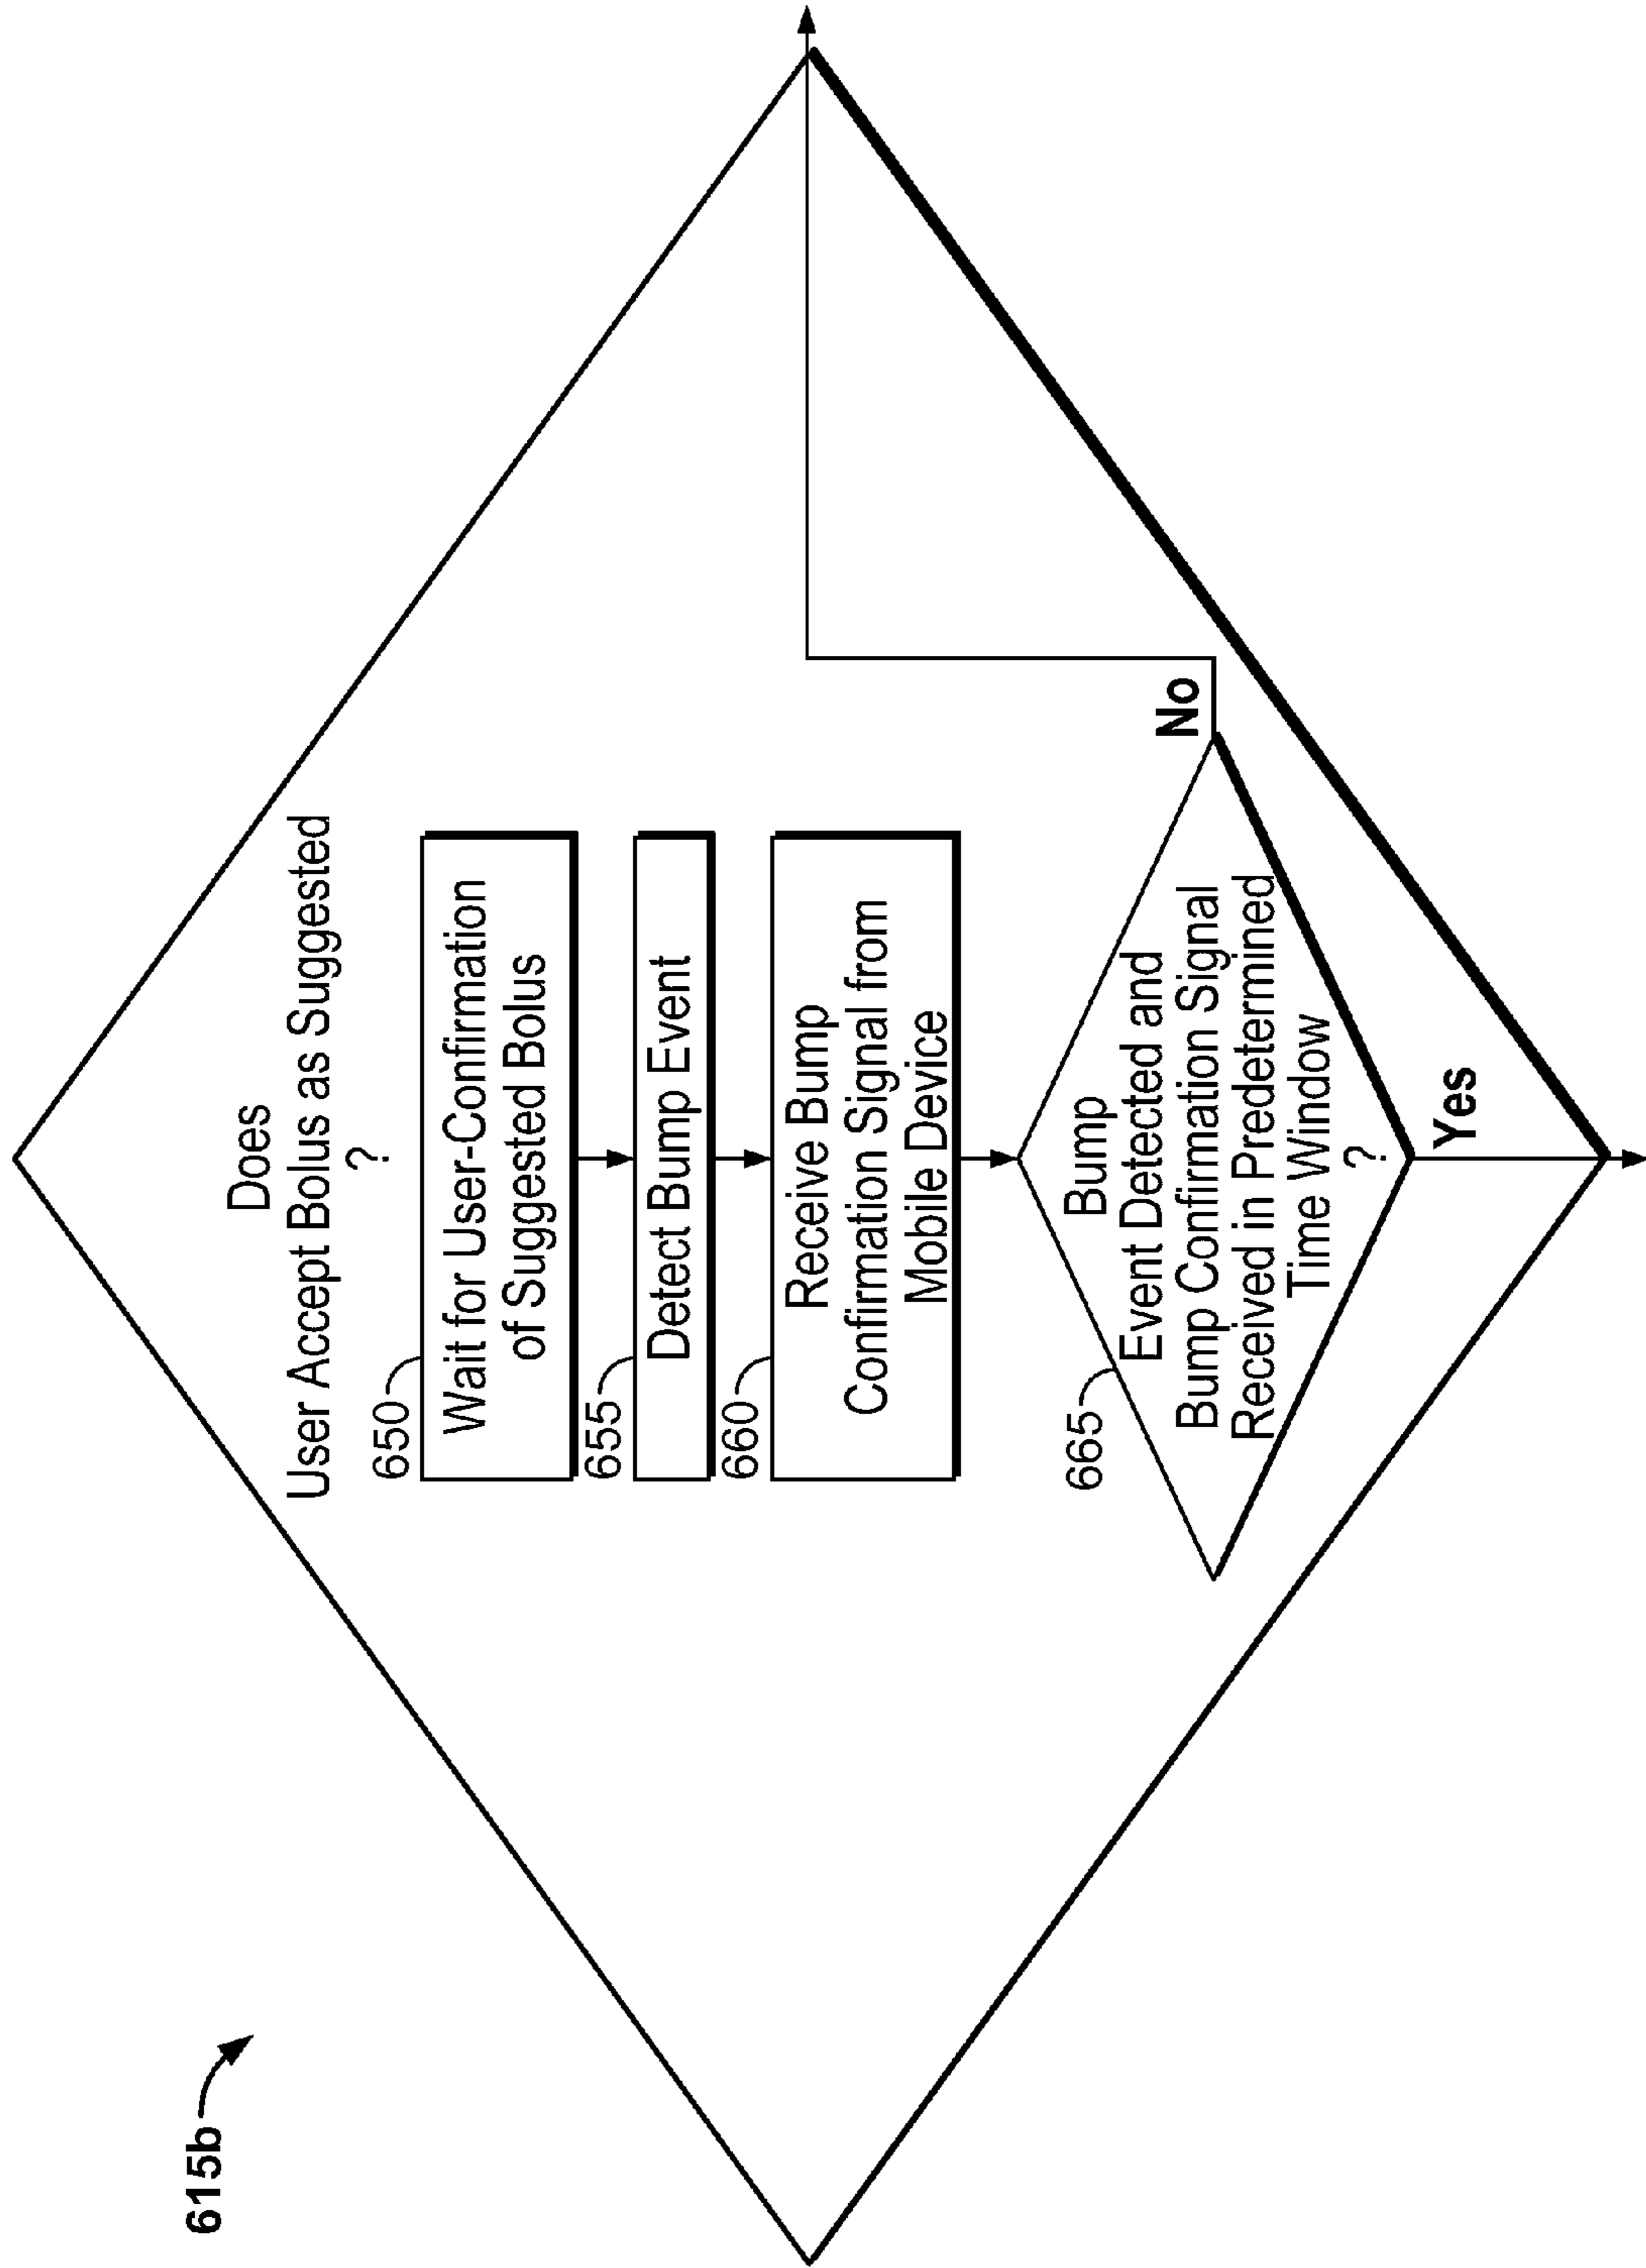 615b
Does
User Accept Bolus as Suggested
?
650
Wait for User-Confirmation
of Suggested Bolus
655
Detect Bump Event
660
Receive Bump
Confirmation Signal from
Mobile Device
665
Bump
Event Detected and
Bump Confirmation Signal
Received in Predetermined
Time Window
?
No
Yes